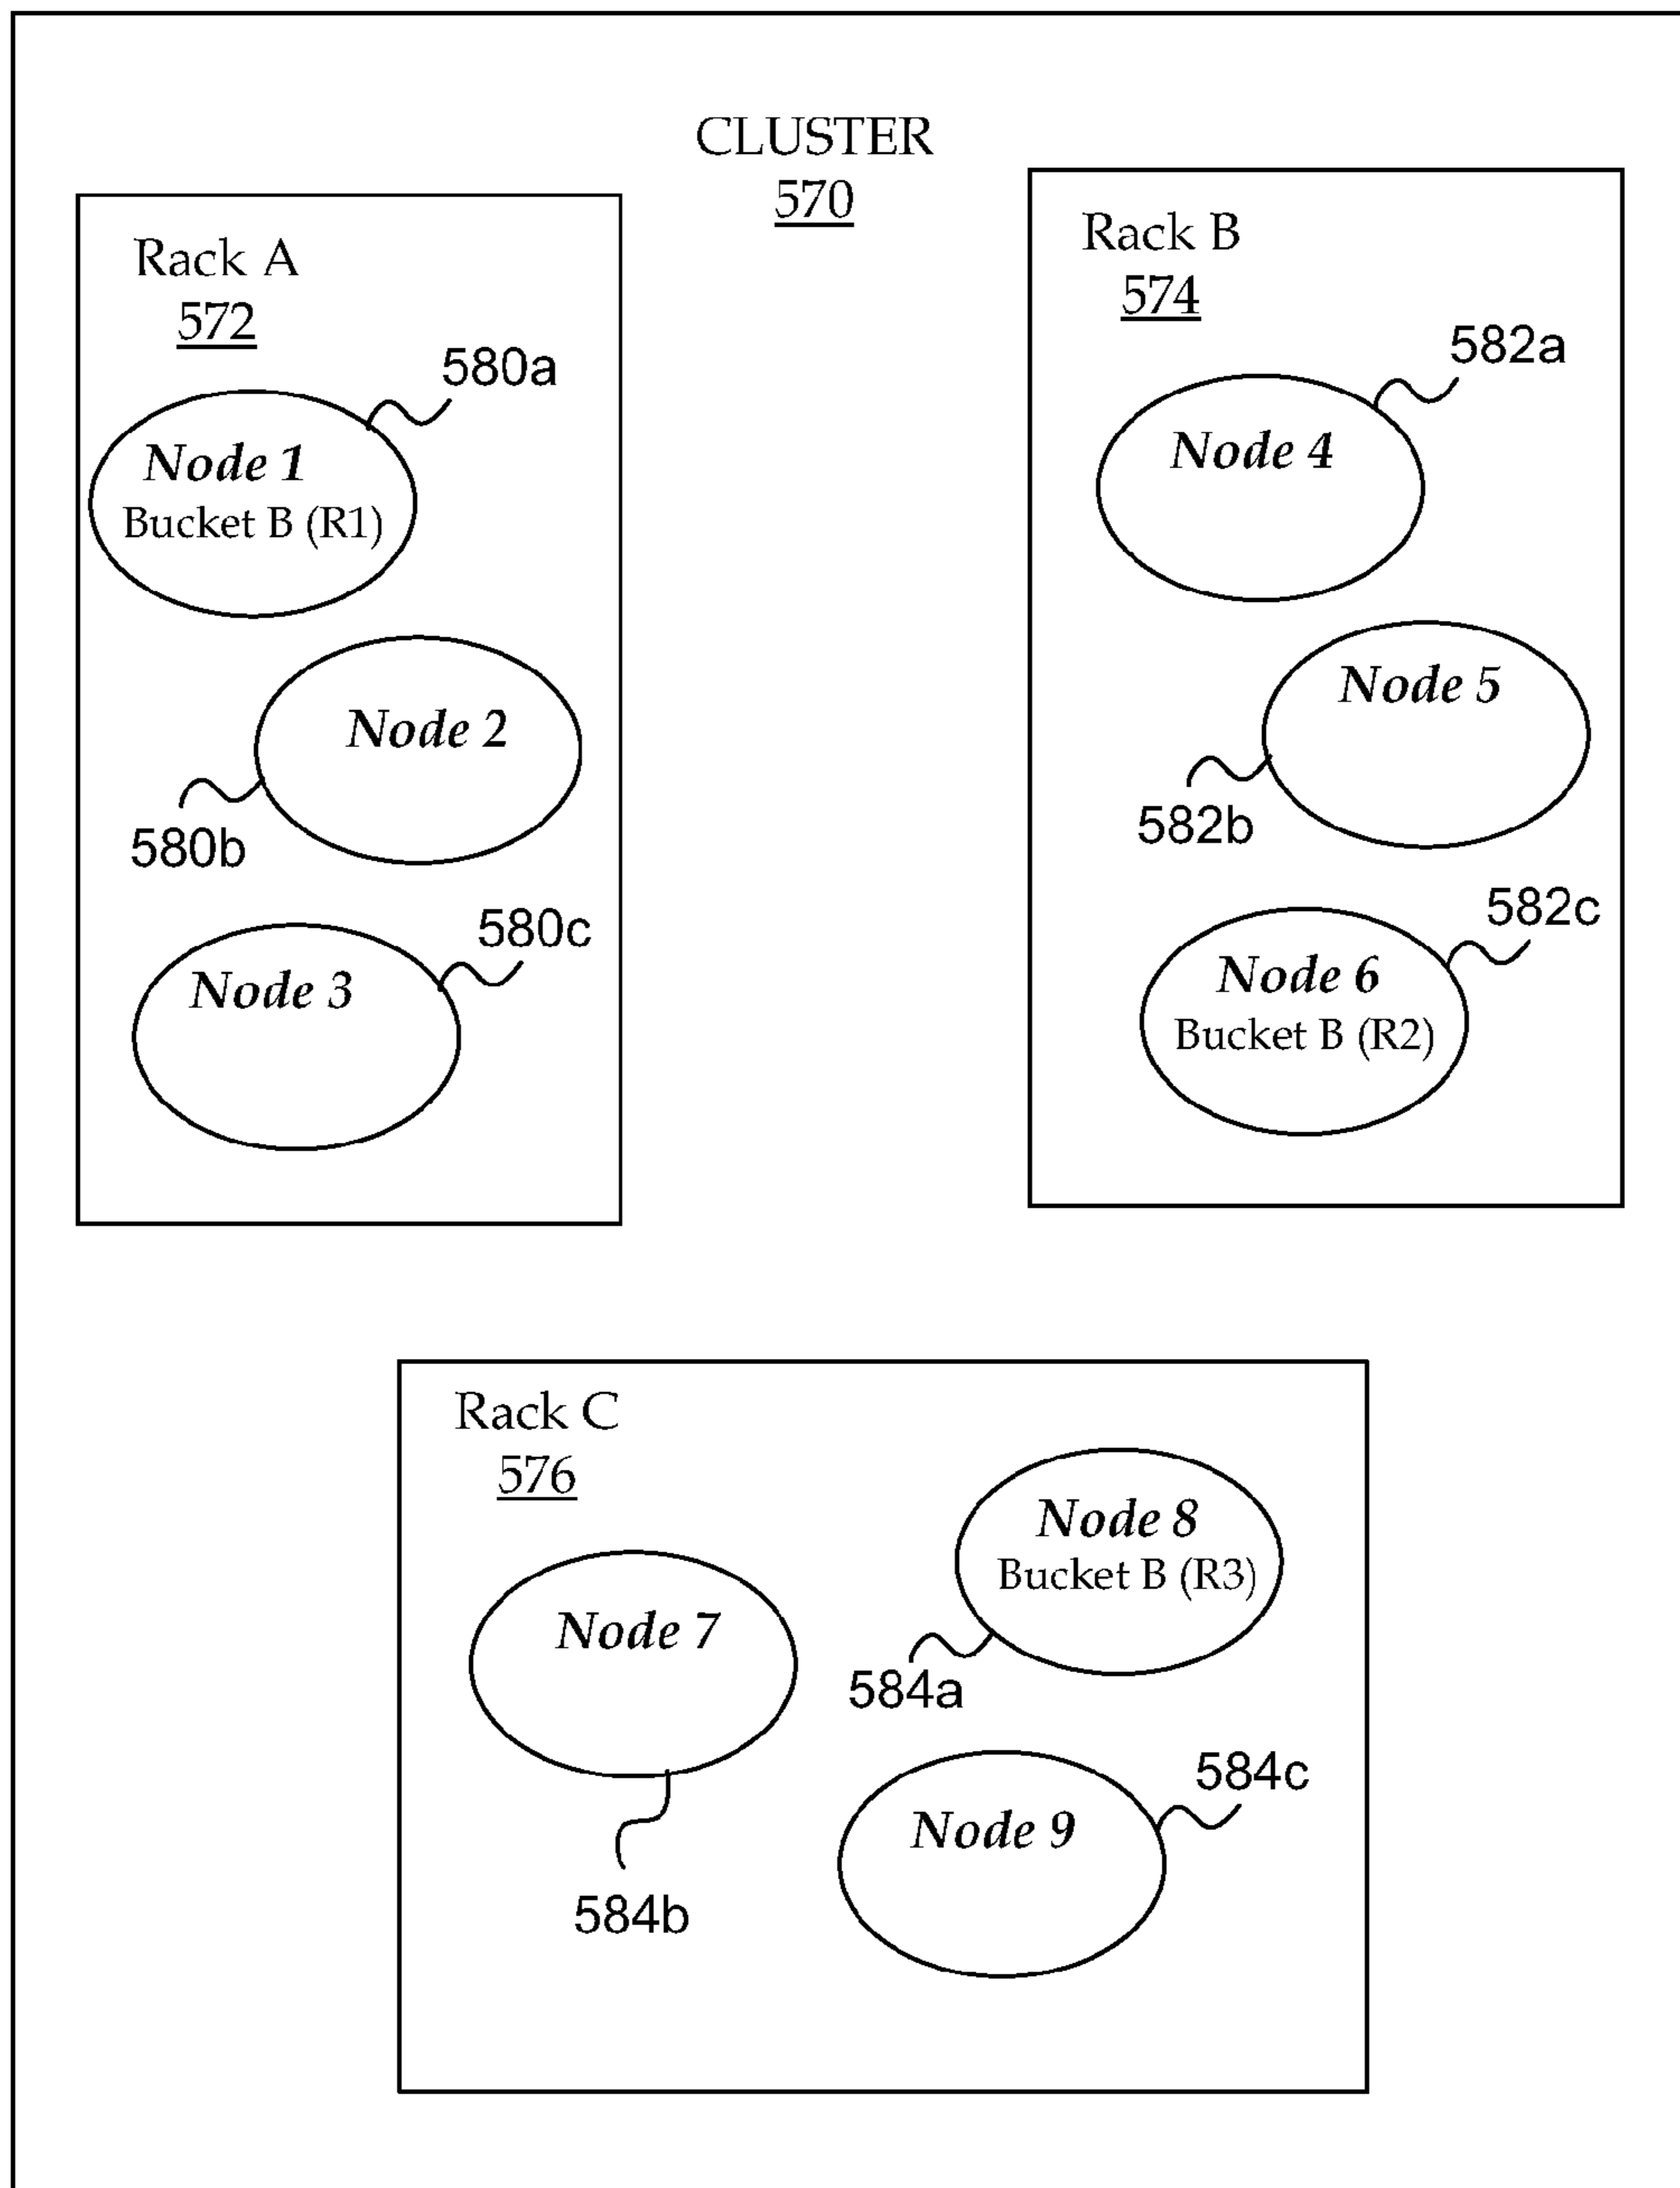 CLUSTER
570
Rack A
572
580a
Node 1
Bucket B (R1)
Node 2
580b
580c
Node 3
Rack B
574
582a
Node 4
Node 5
582b
582c
Node 6
Bucket B (R2)
Rack C
576
Node 8
Bucket B (R3)
584a
Node 7
584b
584c
Node 9